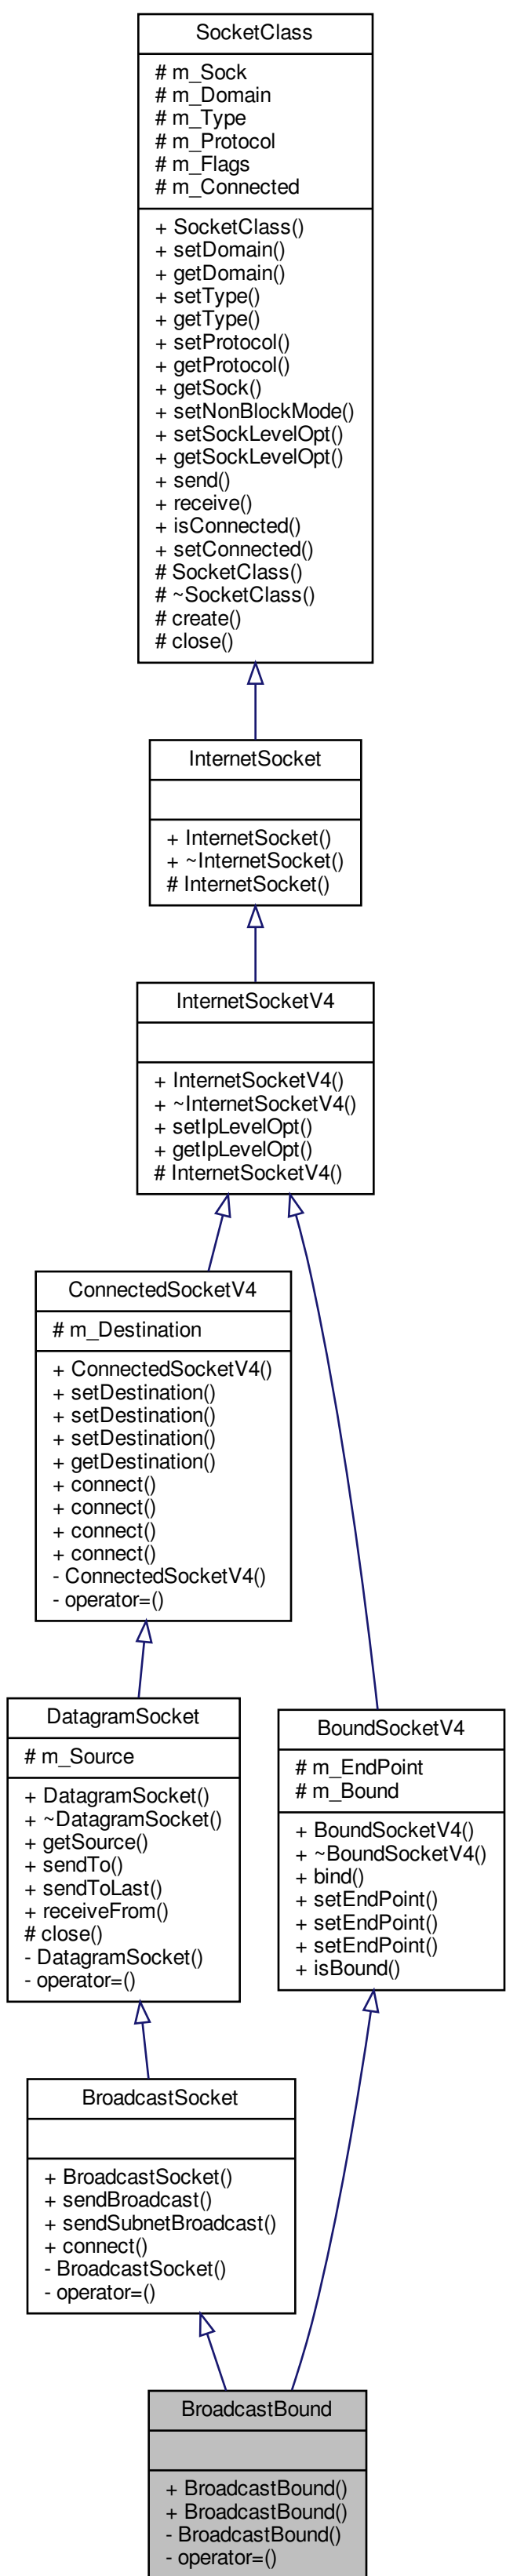 SocketClass
# m_Sock
# m_Domain
# m_Type
# m_Protocol
# m_Flags
# m_Connected
+ SocketClass()
+ setDomain()
+ getDomain()
+ setType()
+ getType()
+ setProtocol()
+ getProtocol()
+ getSock()
+ setNonBlockMode()
+ setSockLevelOpt()
+ getSockLevelOpt()
+ send()
+ receive()
+ isConnected()
+ setConnected()
# SocketClass()
# ~SocketClass()
# create()
# close()
InternetSocket
+ InternetSocket()
+ ~InternetSocket()
# InternetSocket()
InternetSocketV4
+ InternetSocketV4()
+ ~InternetSocketV4()
+ setIpLevelOpt()
+ getIpLevelOpt()
# InternetSocketV4()
ConnectedSocketV4
# m_Destination
+ ConnectedSocketV4()
+ setDestination()
+ setDestination()
+ setDestination()
+ getDestination()
+ connect()
+ connect()
+ connect()
+ connect()
- ConnectedSocketV4()
- operator=()
DatagramSocket
# m_Source
+ DatagramSocket()
+ ~DatagramSocket()
+ getSource()
+ sendTo()
+ sendToLast()
+ receiveFrom()
# close()
- DatagramSocket()
- operator=()
BoundSocketV4
# m_EndPoint
# m_Bound
+ BoundSocketV4()
+ ~BoundSocketV4()
+ bind()
+ setEndPoint()
+ setEndPoint()
+ setEndPoint()
+ isBound()
BroadcastSocket
+ BroadcastSocket()
+ sendBroadcast()
+ sendSubnetBroadcast()
+ connect()
- BroadcastSocket()
- operator=()
BroadcastBound
+ BroadcastBound()
+ BroadcastBound()
- BroadcastBound()
- operator=()